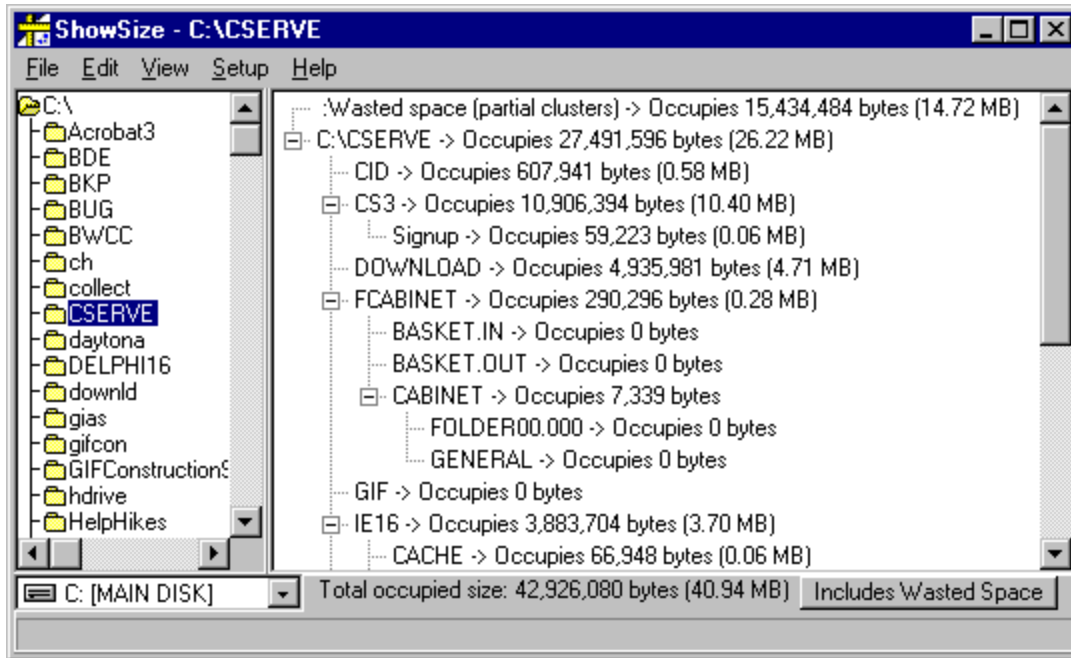 ShowSize - C:\CSERVE
File Edit View Setup Help
C:\
Acrobat3
BDE
BKP
BUG
BWCC
ch
collect
CSERVE
daytona
DELPHI16
downld
gias
gifcon
GIFConstructionS
hdrive
HelpHikes
:Wasted space (partial clusters) -> Occupies 15,434,484 bytes (14.72 MB)
C:\CSERVE -> Occupies 27,491,596 bytes (26.22 MB)
CID -> Occupies 607,941 bytes (0.58 MB)
CS3 -> Occupies 10,906,394 bytes (10.40 MB)
Signup -> Occupies 59,223 bytes (0.06 MB)
DOWNLOAD -> Occupies 4,935,981 bytes (4.71 MB)
FCABINET -> Occupies 290,296 bytes (0.28 MB)
BASKET.IN -> Occupies 0 bytes
BASKET.OUT -> Occupies 0 bytes
CABINET -> Occupies 7,339 bytes
FOLDER00.000 -> Occupies 0 bytes
GENERAL -> Occupies 0 bytes
GIF -> Occupies 0 bytes
IE16 -> Occupies 3,883,704 bytes (3.70 MB)
CACHE -> Occupies 66,948 bytes (0.06 MB)
C: [MAIN DISK]
Total occupied size: 42,926,080 bytes (40.94 MB)
Includes Wasted Space